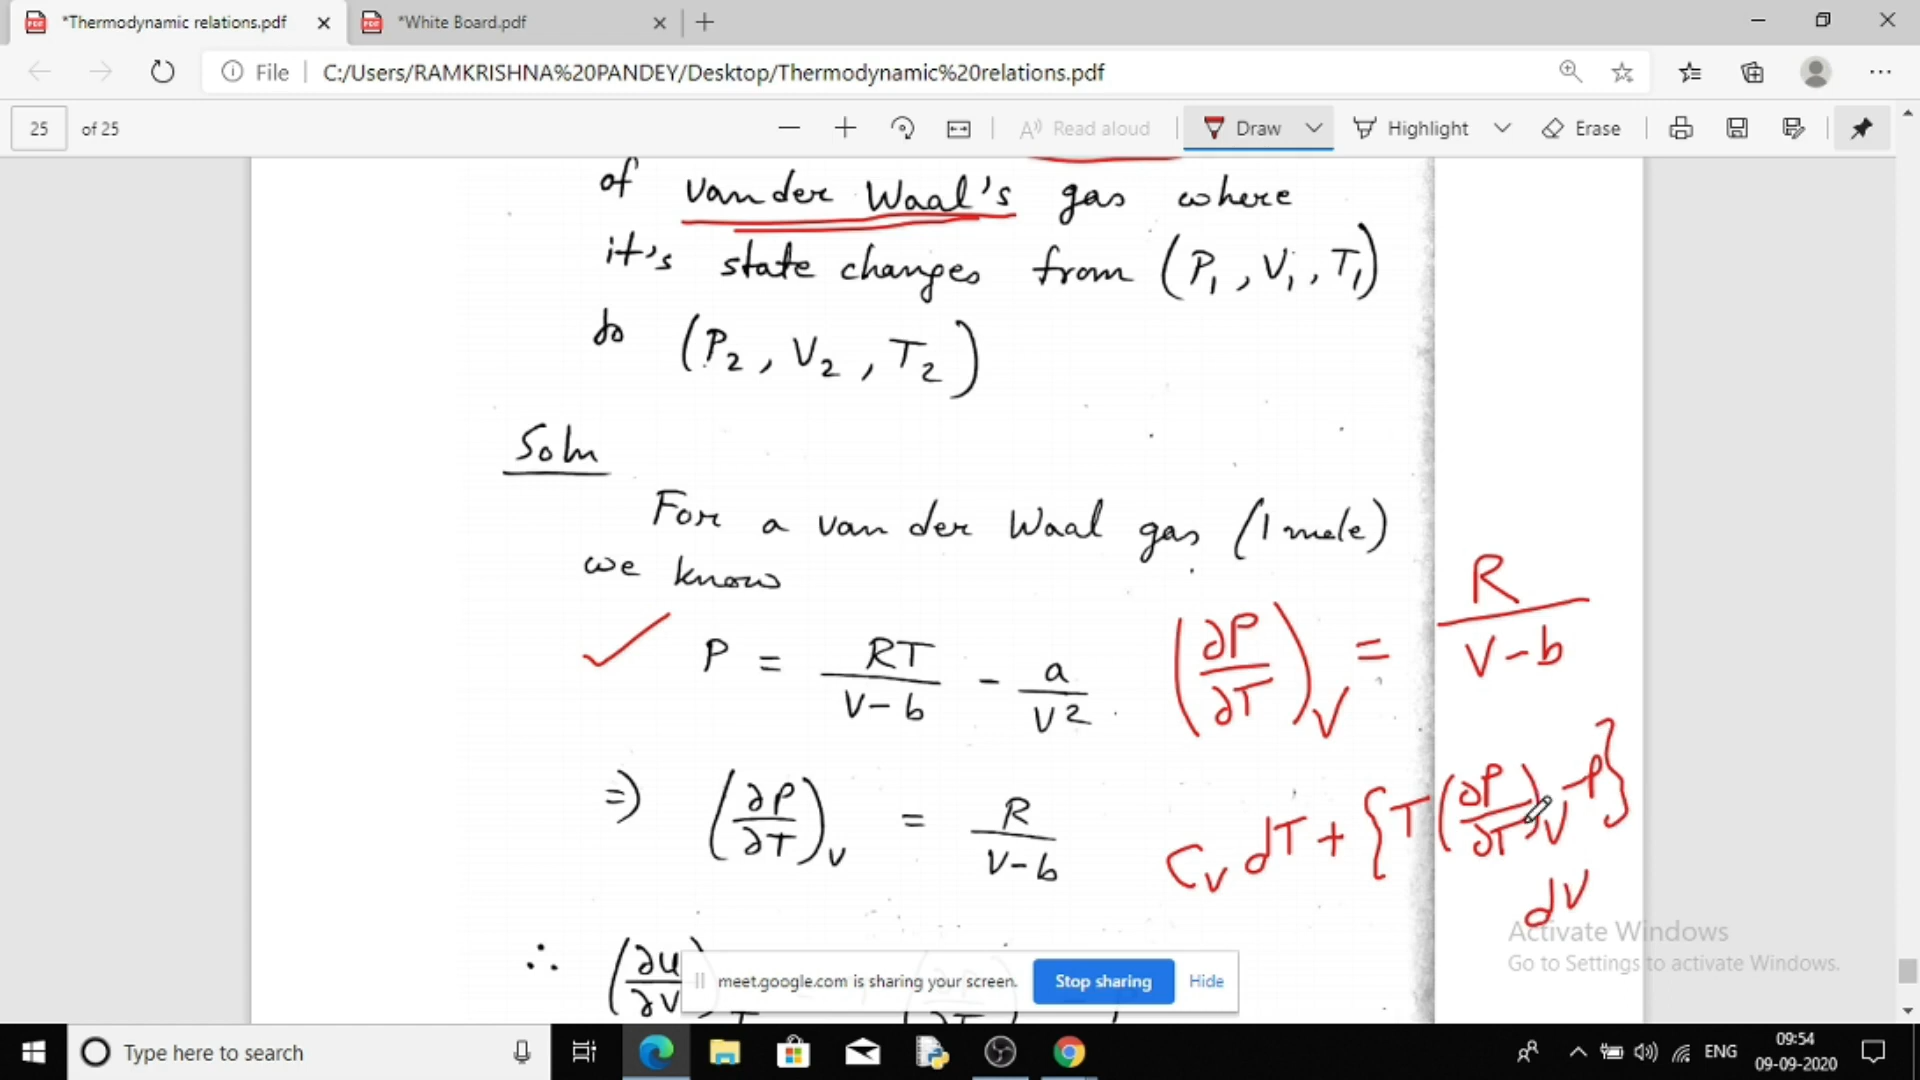 *Thermodynamic relations.pdf
*White Board.pdf
File
C:/Users/RAMKRISHNA%20PANDEY/Desktop/Thermodynamic%20relations.pdf
25 of 25
Read aloud
Draw
Highlight
Erase
of van der Waal's gas where
it's state changes from (P₁, V₁, T₁)
to (P₂, V₂, T₂)
Soln
For a van der Waal gas (1 mole)
we know
P = RT/(V-b) - a/V²
(∂P/∂T)_V = R/(V-b)
=) (∂P/∂T)_V = R/(V-b)
C_V dT + {T(∂P/∂T)_V - P}
dV
∴ (∂u/∂V)_T
meet.google.com is sharing your screen.
Stop sharing
Hide
Activate Windows
Go to Settings to activate Windows.
Type here to search
ENG
09:54
09-09-2020